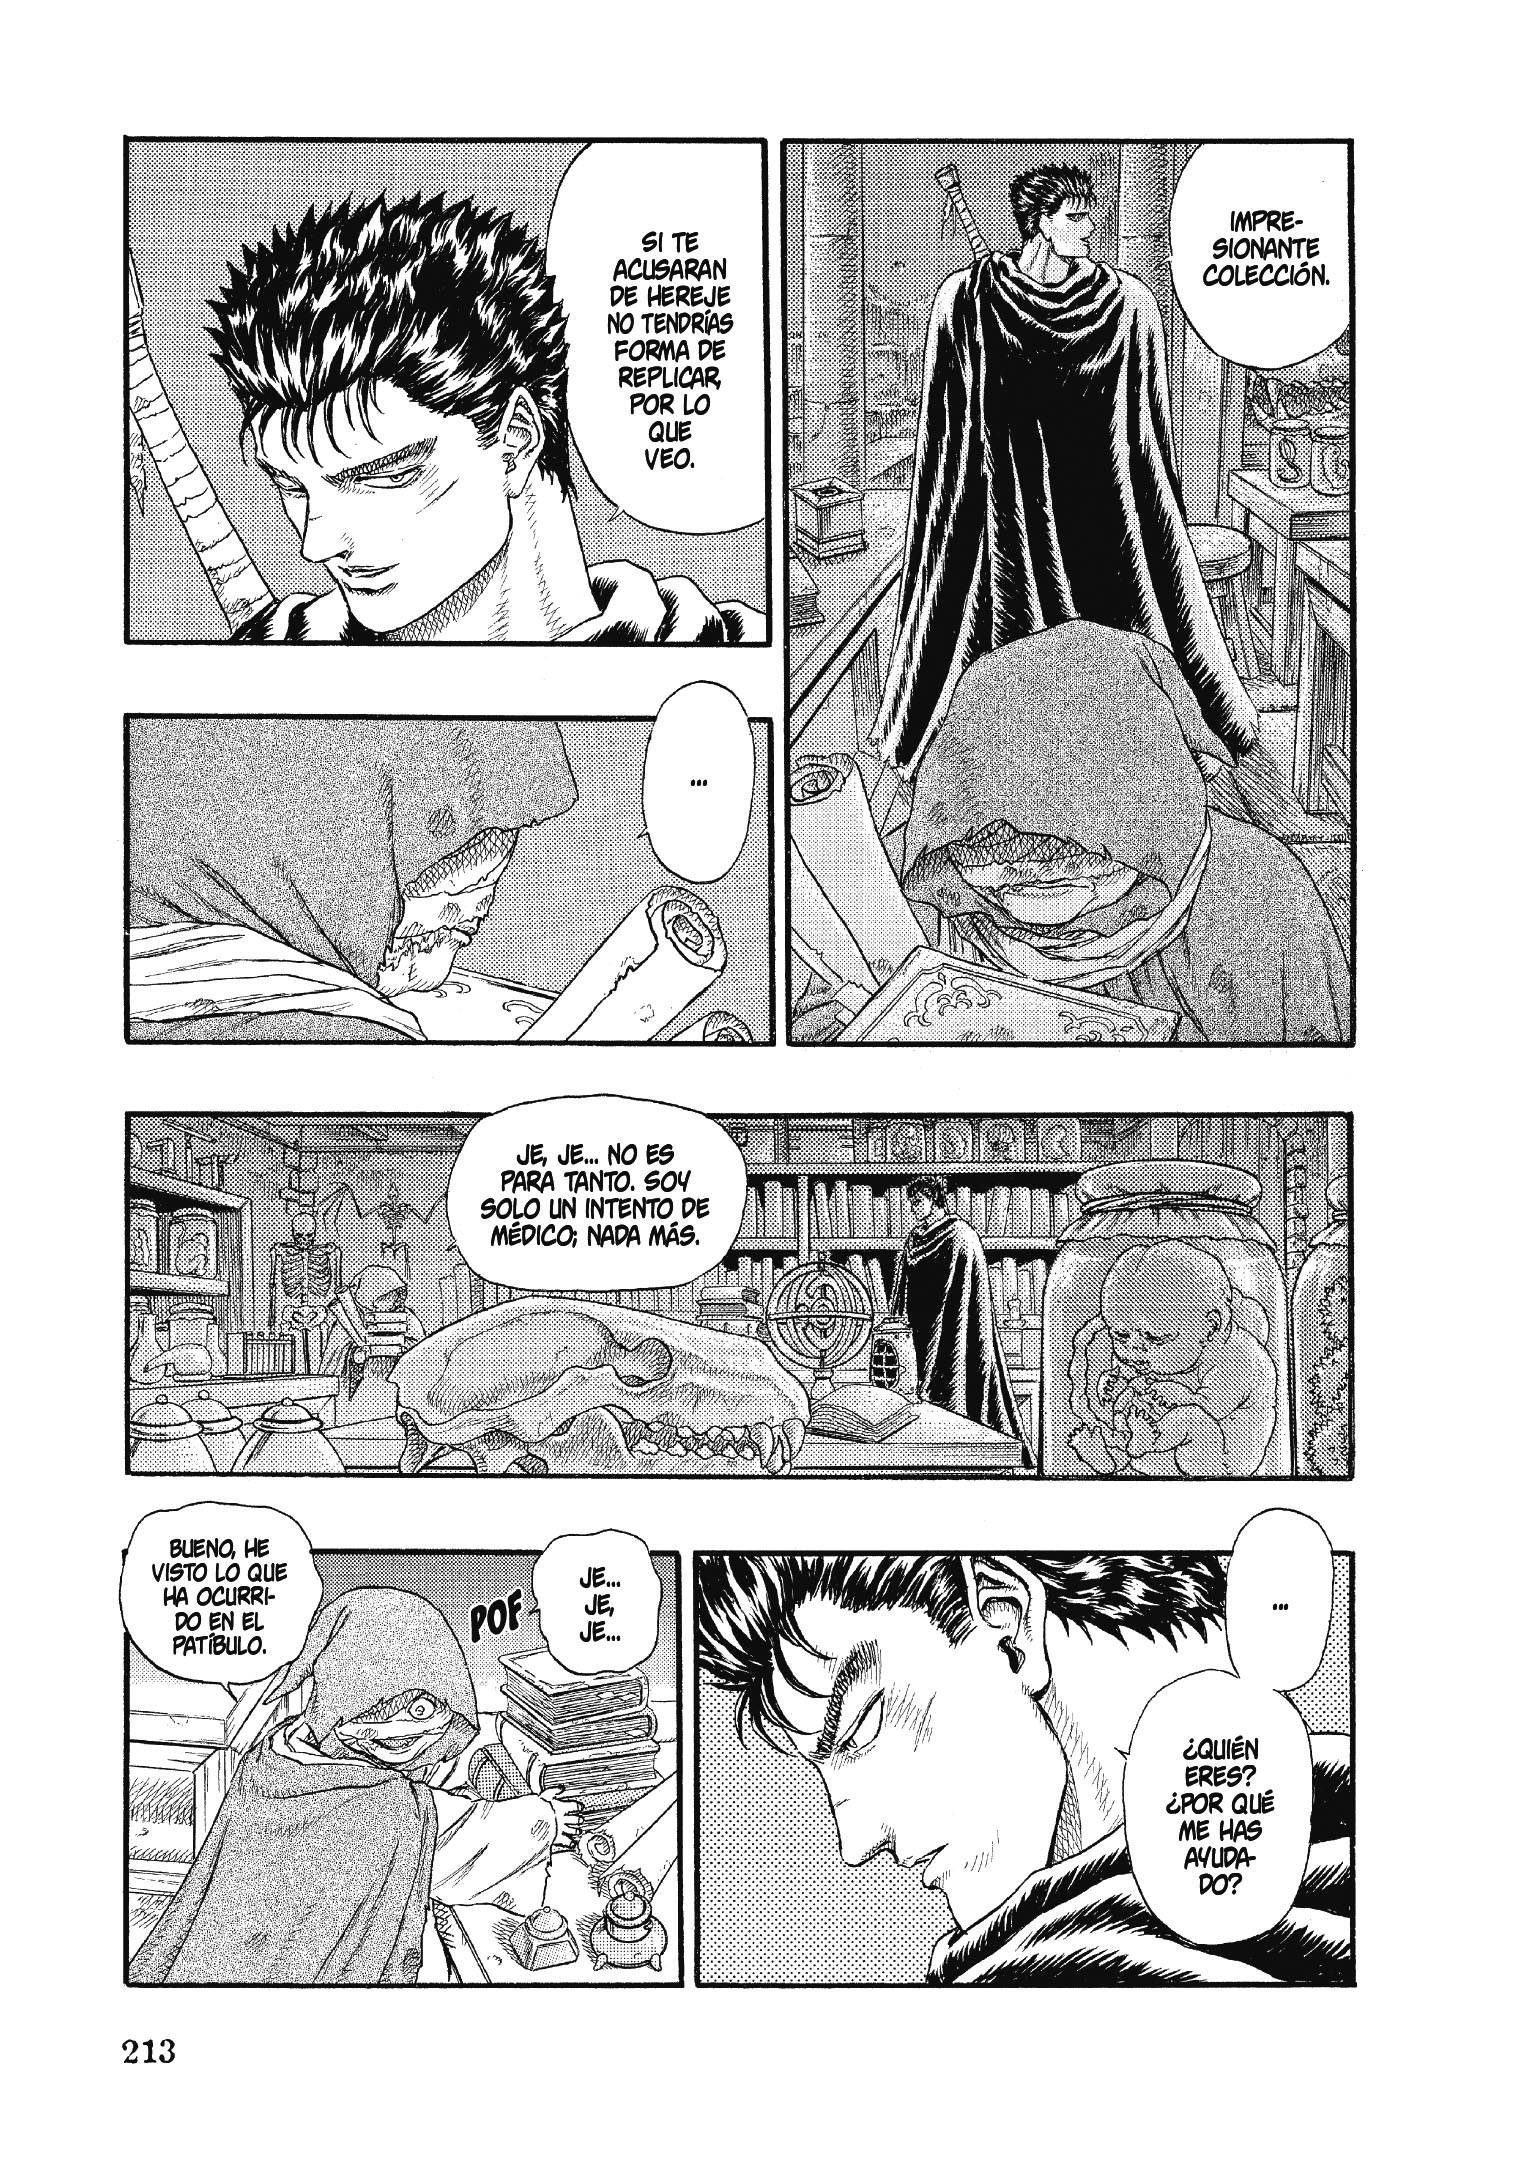 IMPRE-
SIONANTE
COLECCIÓN.
SI TE
ACUSARAN
DE HEREJE
NO TENDRÍAS
FORMA DE
REPLICAR,
POR LO
QUE
VEO.
...
JE, JE... NO ES
PARA TANTO. SOY
SOLO UN INTENTO DE
MÉDICO; NADA MÁS.
...
¿QUIÉN
ERES?
¿POR QUÉ
ME HAS
AYUDA-
DO?
JE...
JE,
JE...
POF
BUENO, HE
VISTO LO QUE
HA OCURRI-
DO EN EL
PATÍBULO.
213